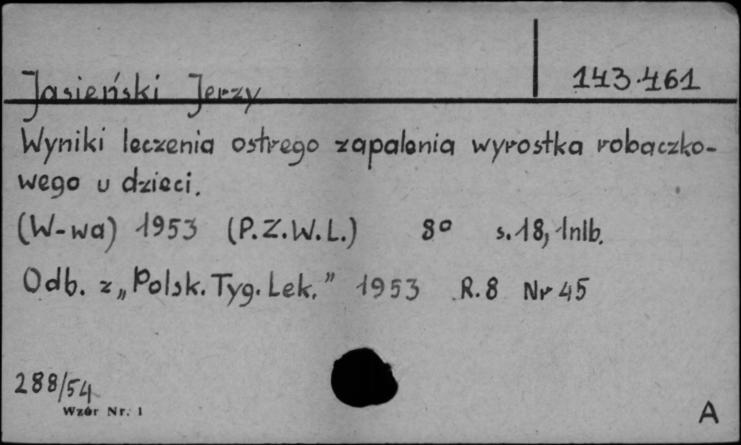 Jasieński Jerzy 143.461
Wyniki leczenia ostrego zapalenia wyrostka robaczko-
wego u dzieci.
(W-wa) 1953 (P.Z.W.L.) 8° s.18, 1nlb.
Odb. z „Polsk. Tyg. Lek." 1953 R.8 Nr 45
288/54
Wzór Nr. 1
A